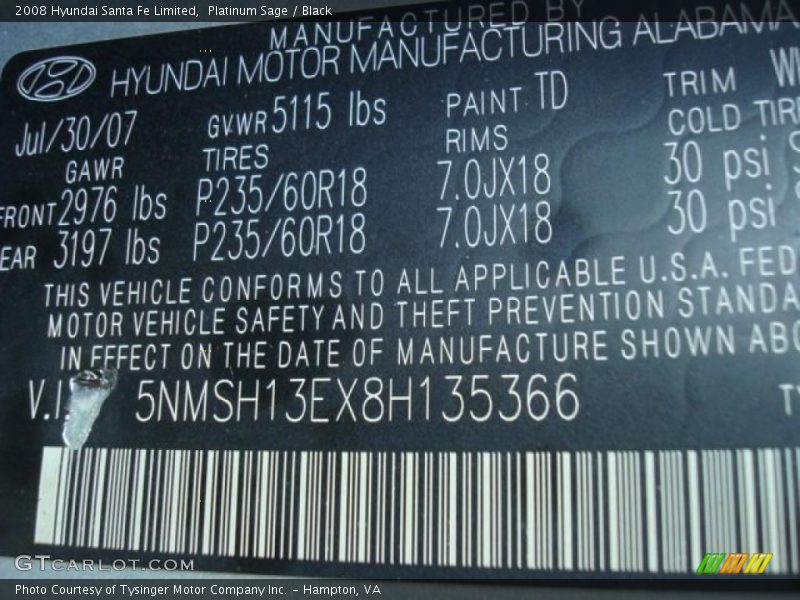 2008 Hyundai Santa Fe Limited, Platinum Sage / Black
MANUFACTURED BY
HYUNDAI MOTOR MANUFACTURING ALABAMA
Jul/30/07 GVWR 5115 lbs PAINT TD TRIM
GAWR TIRES RIMS COLD TIR
FRONT 2976 lbs P235/60R18 7.0JX18 30 psi
EAR 3197 lbs P235/60R18 7.0JX18 30 psi
THIS VEHICLE CONFORMS TO ALL APPLICABLE U.S.A. FED
MOTOR VEHICLE SAFETY AND THEFT PREVENTION STANDA
IN EFFECT ON THE DATE OF MANUFACTURE SHOWN ABO
V.I 5NMSH13EX8H135366
GTcarlot.com
Photo Courtesy of Tysinger Motor Company Inc. - Hampton, VA